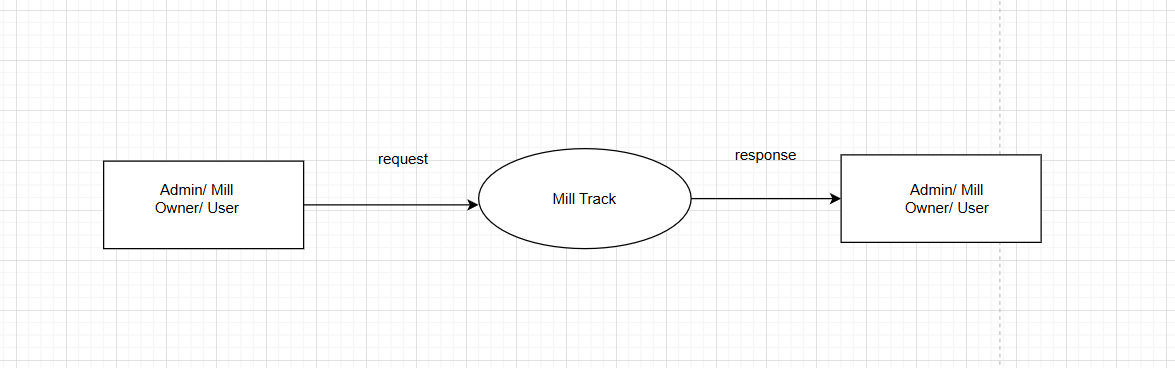 request
response
Admin/ Mill
Owner/ User
Mill Track
Admin/ Mill
Owner/ User